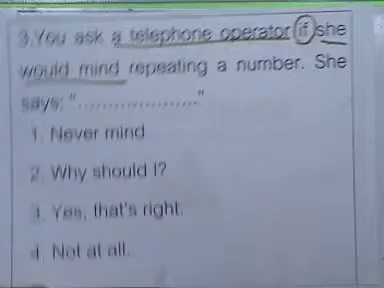 3.You ask a telephone operator if she
would mind repeating a number. She
says: "...................."
1. Never mind
2. Why should I?
3. Yes, that's right.
4. Not at all.